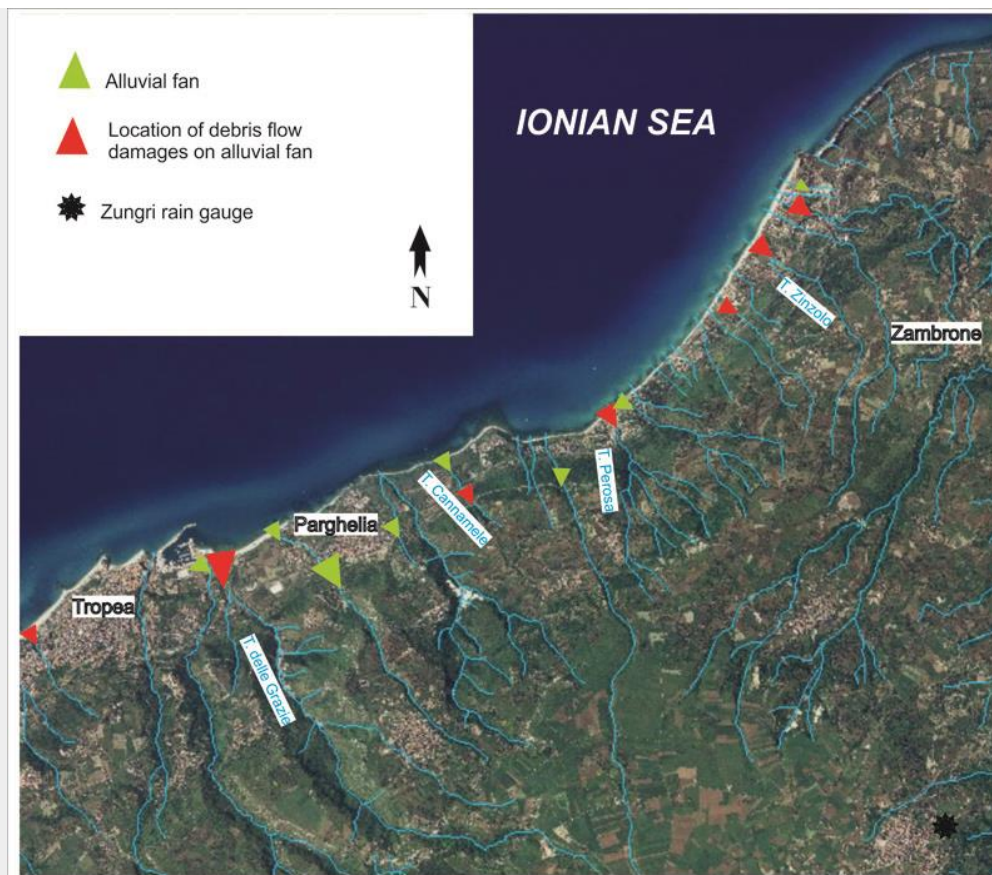 Alluvial fan
Location of debris flow
damages on alluvial fan
Zungri rain gauge
N
IONIAN SEA
T. Zinzolo
Zambrone
T. Perosa
T. Cannamele
Parghelia
Tropea
T. delle Grazie